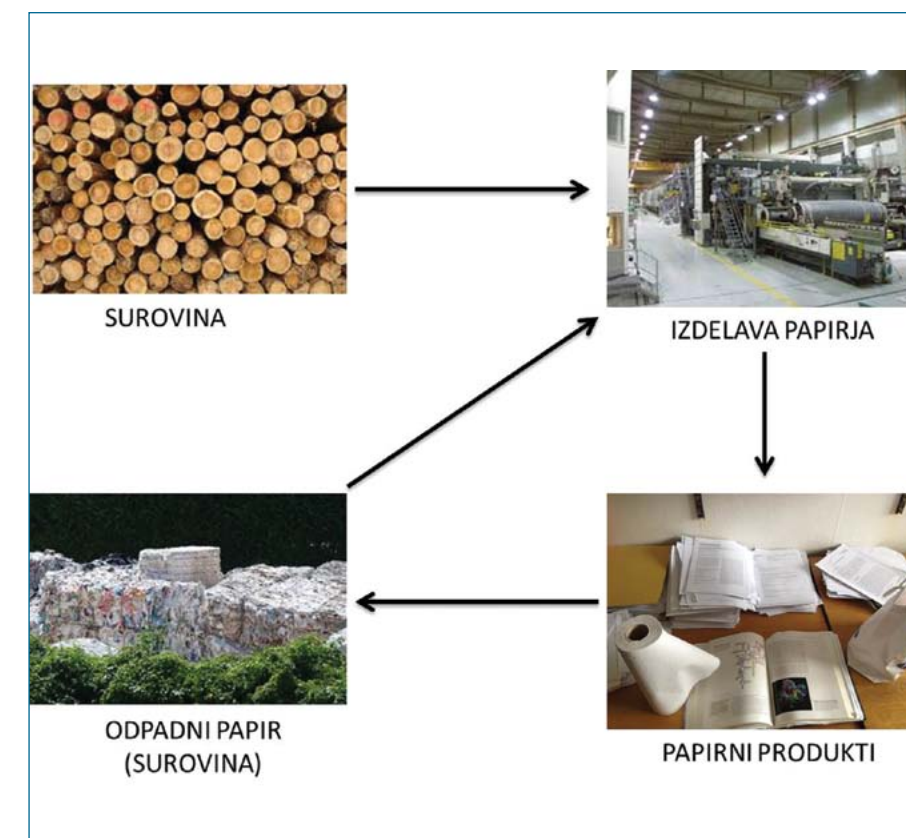 SUROVINA
IZDELAVA PAPIRJA
ODPADNI PAPIR
(SUROVINA)
PAPIRNI PRODUKTI